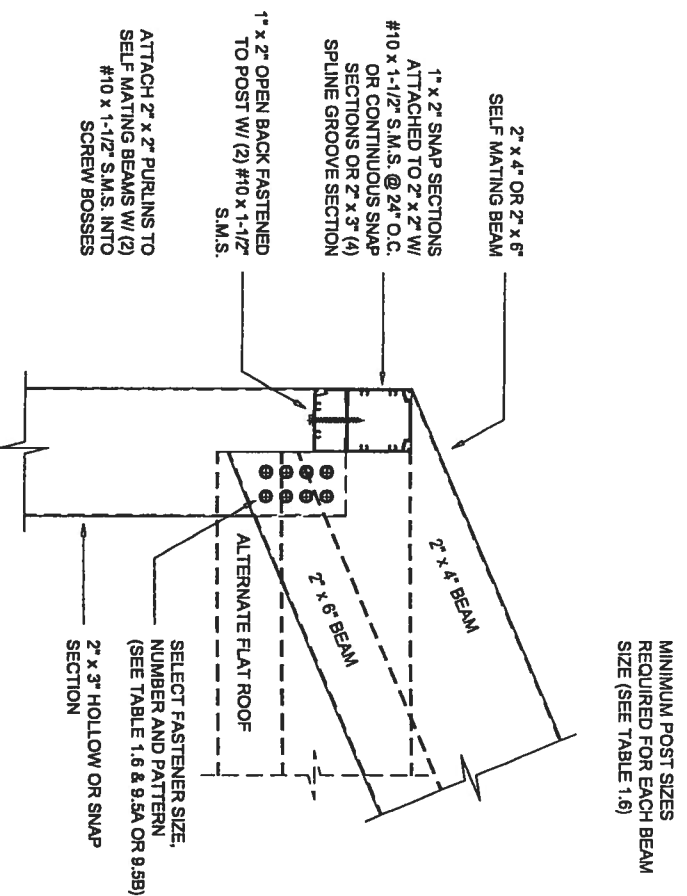 MINIMUM POST SIZES
REQUIRED FOR EACH BEAM
SIZE (SEE TABLE 1.6)
2" x 4" OR 2" x 6"
SELF MATING BEAM
1" x 2" SNAP SECTIONS
ATTACHED TO 2" x 2" W/
#10 x 1-1/2" S.M.S. @ 24" O.C.
OR CONTINUOUS SNAP
SECTIONS OR 2" x 3" (4)
SPLINE GROOVE SECTION
1" x 2" OPEN BACK FASTENED
TO POST W/ (2) #10 x 1-1/2"
S.M.S.
ATTACH 2" x 2" PURLINS TO
SELF MATING BEAMS W/ (2)
#10 x 1-1/2" S.M.S. INTO
SCREW BOSSES
2" x 4" BEAM
2" x 6" BEAM
ALTERNATE FLAT ROOF
SELECT FASTENER SIZE,
NUMBER AND PATTERN
(SEE TABLE 1.6 & 9.5A OR 9.5B)
2" x 3" HOLLOW OR SNAP
SECTION